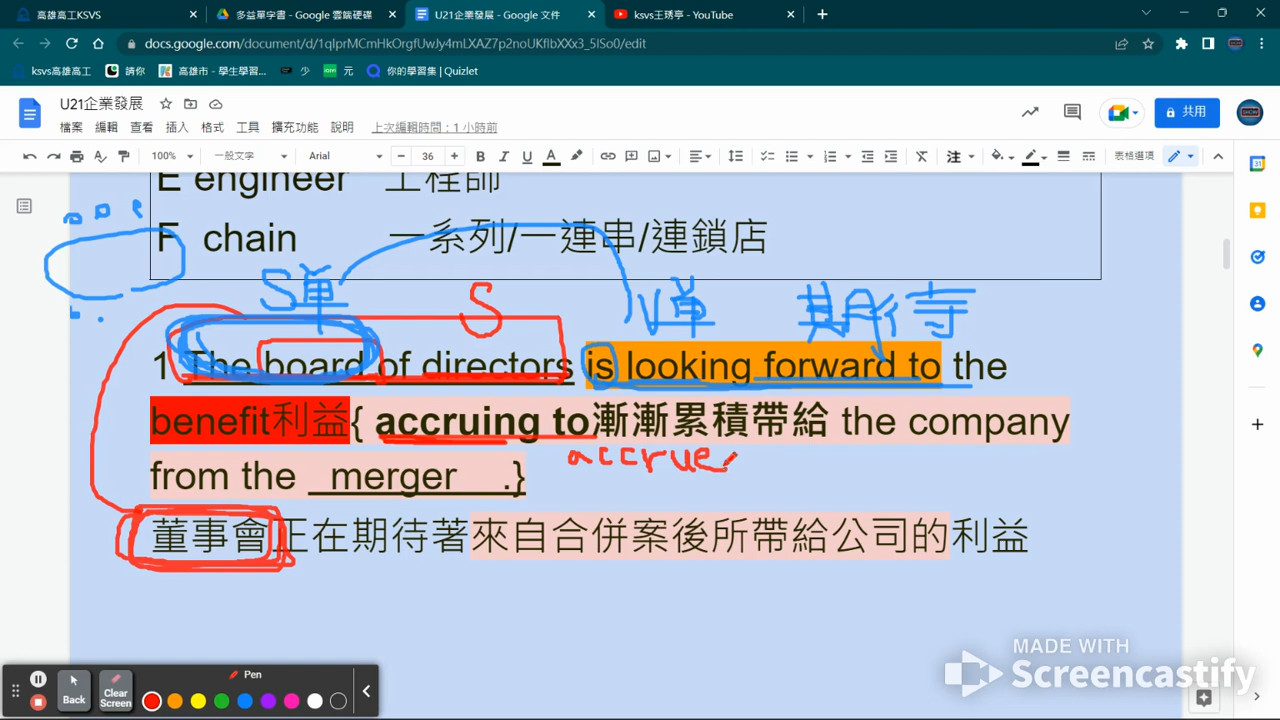 高雄高工KSVS
多益單字書 - Google 雲端硬碟
U21企業發展 - Google 文件
ksvs王琇亭 - YouTube
ksvs高雄高工
請你
高雄市 - 學生學習...
少
元
你的學習集 | Quizlet
U21企業發展
檔案 編輯 查看 插入 格式 工具 擴充功能 說明 上次編輯時間:1 小時前
共用
100% 一般文字 Arial 36 表格選項
E engineer 工程師
F chain 一系列/一連串/連鎖店
S單 S V單 期待
1 The board of directors is looking forward to the
benefit利益{ accruing to漸漸累積帶給 the company
accrue
from the merger .}
董事會正在期待著來自合併案後所帶給公司的利益
MADE WITH
Screencastify
Pen
Back
Clear Screen